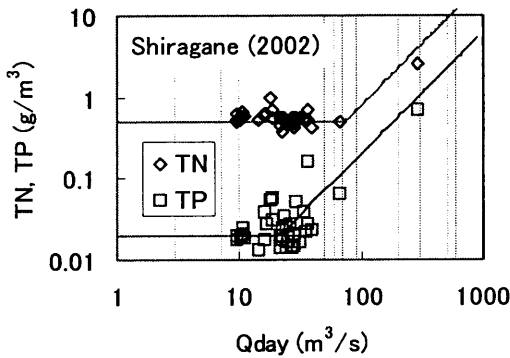 10
1
0.1
0.01
TN, TP (g/m³)
Shiragane (2002)
TN
TP
1 10 100 1000
Qday (m³/s)